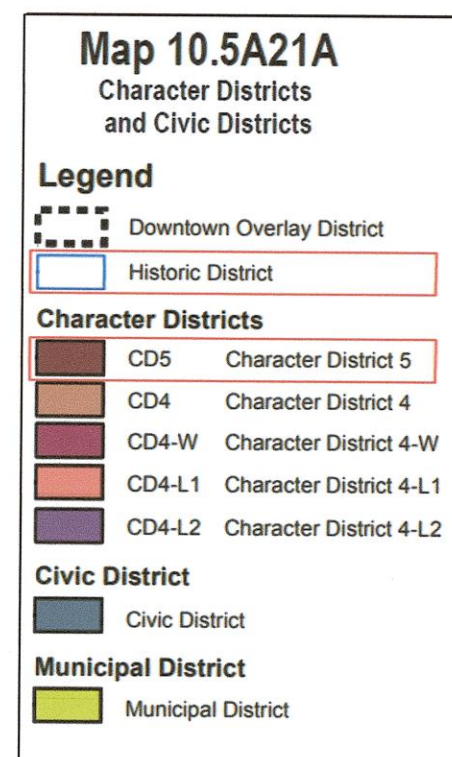 Map 10.5A21A
Character Districts
and Civic Districts
Legend
Downtown Overlay District
Historic District
Character Districts
CD5 Character District 5
CD4 Character District 4
CD4-W Character District 4-W
CD4-L1 Character District 4-L1
CD4-L2 Character District 4-L2
Civic District
Civic District
Municipal District
Municipal District